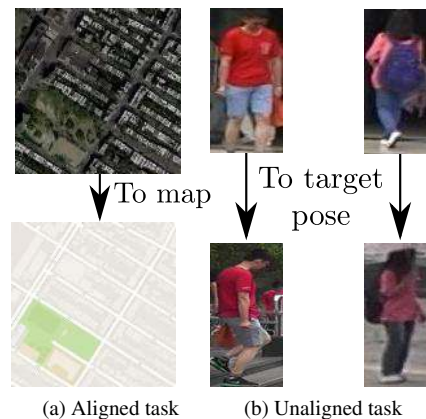 To map
To target
pose
(a) Aligned task
(b) Unaligned task